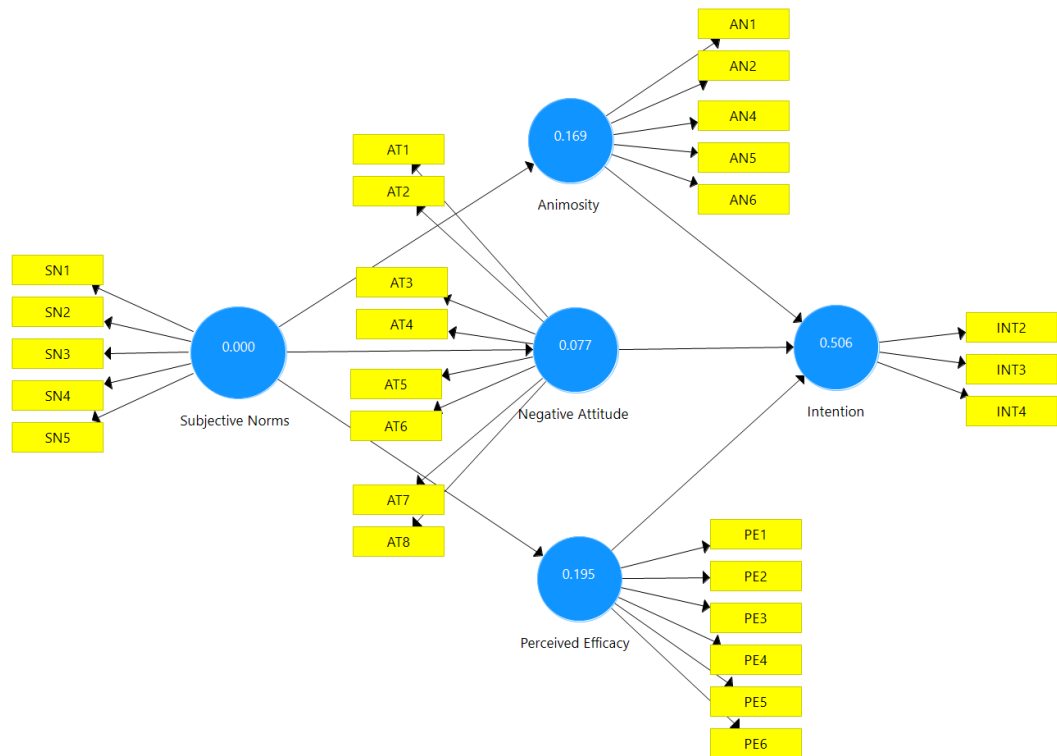 AN1
AN2
AN4
AN5
AN6
0.169
Animosity
AT1
AT2
AT3
AT4
AT5
AT6
AT7
AT8
SN1
SN2
SN3
SN4
SN5
0.000
Subjective Norms
0.077
Negative Attitude
0.506
Intention
INT2
INT3
INT4
0.195
Perceived Efficacy
PE1
PE2
PE3
PE4
PE5
PE6